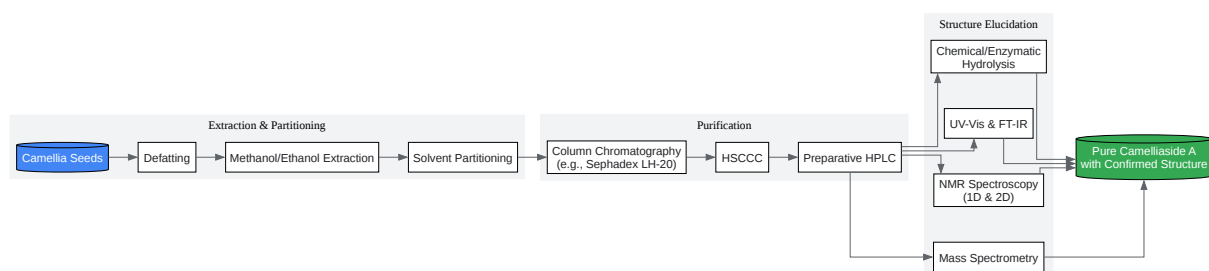 Structure Elucidation
Chemical/Enzymatic
Hydrolysis
Extraction & Partitioning
Purification
UV-Vis & FT-IR
Camellia Seeds
Defatting
Methanol/Ethanol Extraction
Solvent Partitioning
Column Chromatography
(e.g., Sephadex LH-20)
HSCCC
Preparative HPLC
Pure Camelliaside A
with Confirmed Structure
NMR Spectroscopy
(1D & 2D)
Mass Spectrometry